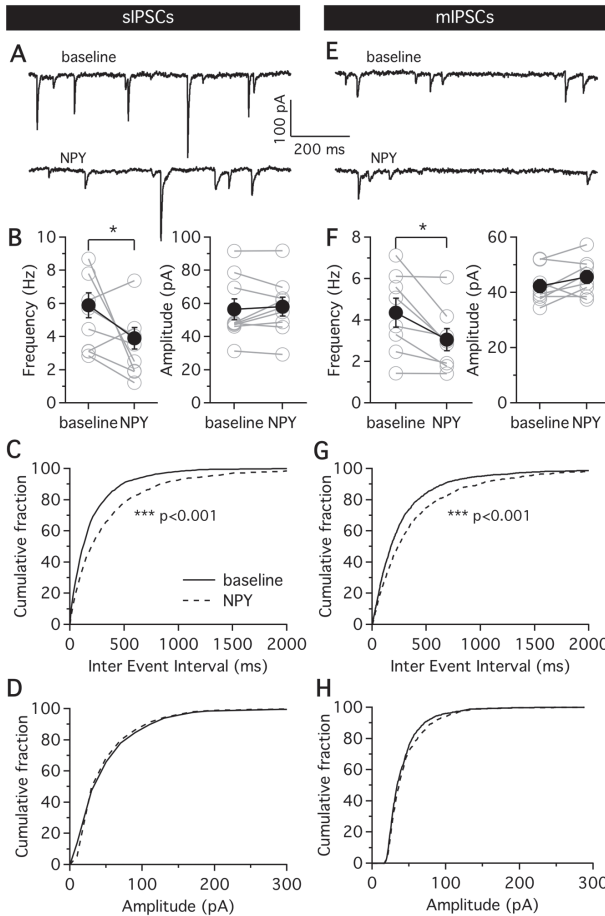 sIPSCs
mIPSCs
A
baseline
100 pA
200 ms
NPY
E
baseline
NPY
B
*
10
8
6
4
2
0
Frequency (Hz)
baseline NPY
100
80
60
40
20
0
Amplitude (pA)
baseline NPY
F
*
8
6
4
2
0
Frequency (Hz)
baseline NPY
60
40
20
0
Amplitude (pA)
baseline NPY
C
100
80
60
40
20
0
Cumulative fraction
*** p<0.001
baseline
NPY
0 500 1000 1500 2000
Inter Event Interval (ms)
G
100
80
60
40
20
0
Cumulative fraction
*** p<0.001
0 500 1000 1500 2000
Inter Event Interval (ms)
D
100
80
60
40
20
0
Cumulative fraction
0 100 200 300
Amplitude (pA)
H
100
80
60
40
20
0
Cumulative fraction
0 100 200 300
Amplitude (pA)